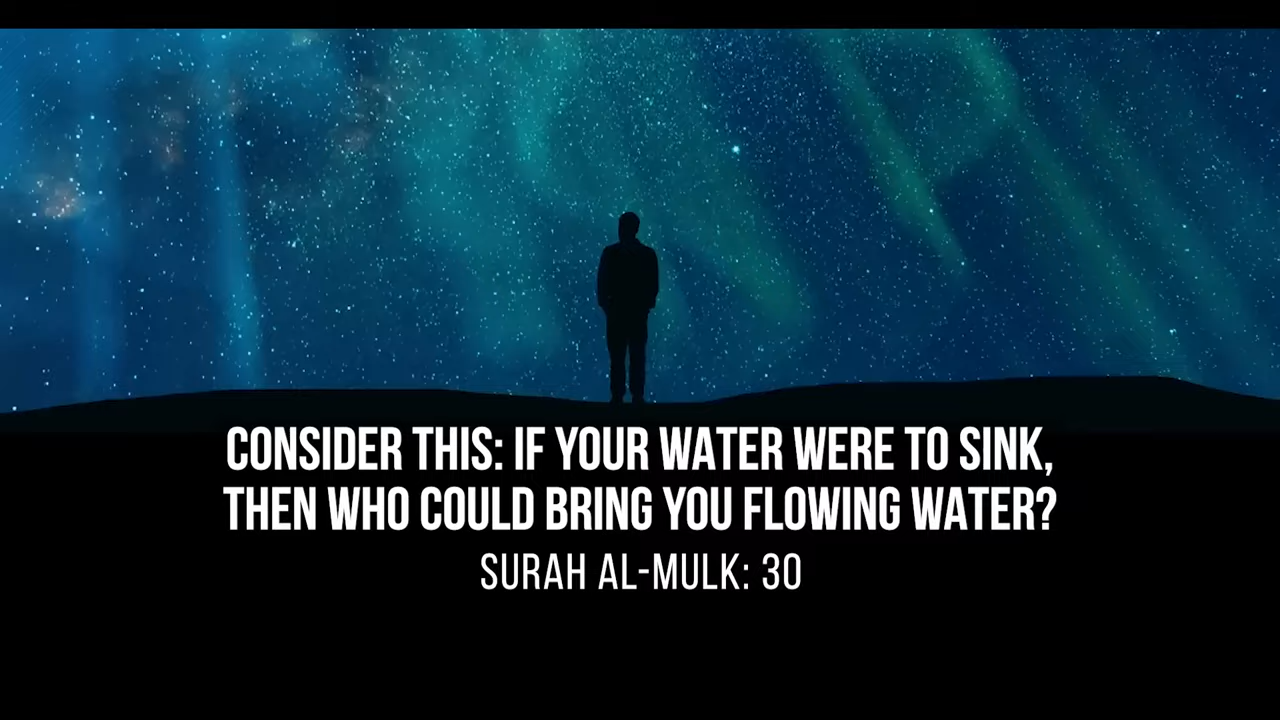 CONSIDER THIS: IF YOUR WATER WERE TO SINK,
THEN WHO COULD BRING YOU FLOWING WATER?
SURAH AL-MULK: 30